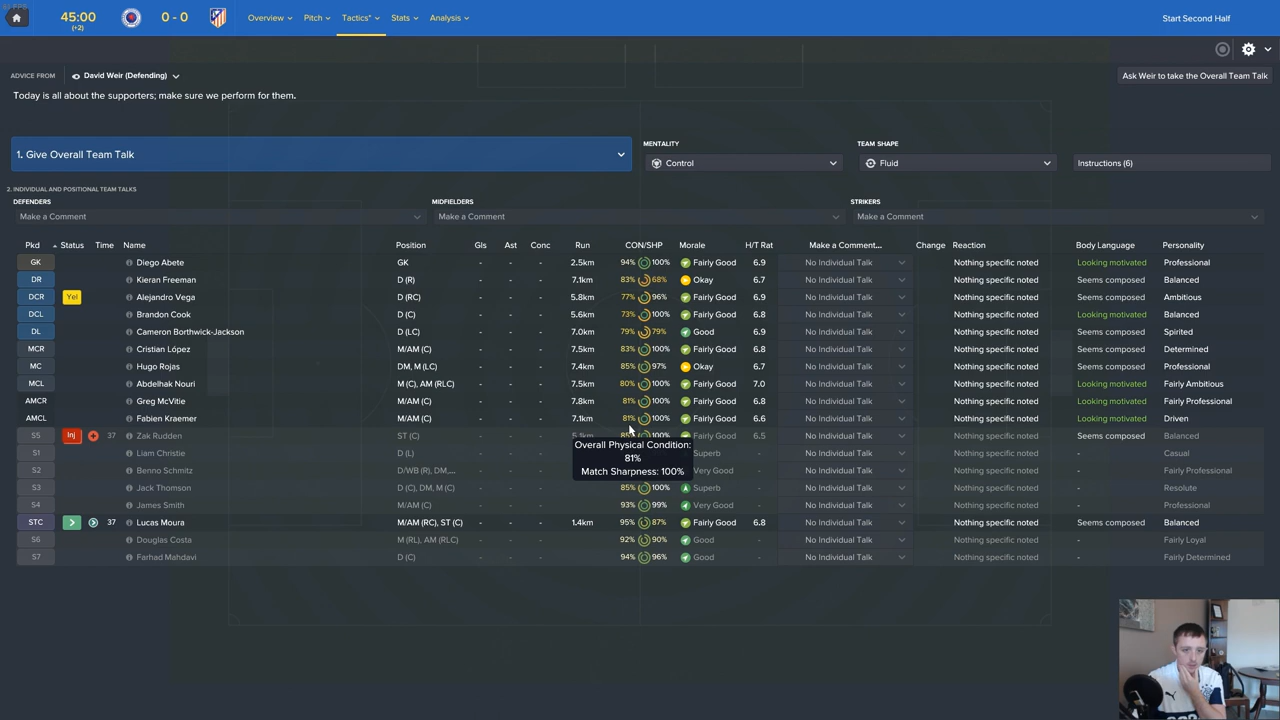 45:00
(+2)
0 - 0
Overview
Pitch
Tactics*
Stats
Analysis
Start Second Half
ADVICE FROM David Weir (Defending)
Ask Weir to take the Overall Team Talk
Today is all about the supporters; make sure we perform for them.
1. Give Overall Team Talk
MENTALITY
Control
TEAM SHAPE
Fluid
Instructions (6)
2. INDIVIDUAL AND POSITIONAL TEAM TALKS
DEFENDERS MIDFIELDERS STRIKERS
Make a Comment Make a Comment Make a Comment
Pkd Status Time Name Position Gls Ast Conc Run CON/SHP Morale H/T Rat Make a Comment... Change Reaction Body Language Personality
GK Diego Abete GK - - - 2.5km 94% 100% Fairly Good 6.9 No Individual Talk Nothing specific noted Looking motivated Professional
DR Kieran Freeman D (R) - - - 7.1km 83% 68% Okay 6.7 No Individual Talk Nothing specific noted Seems composed Balanced
DCR Yel Alejandro Vega D (RC) - - - 5.8km 77% 96% Fairly Good 6.9 No Individual Talk Nothing specific noted Looking motivated Ambitious
DCL Brandon Cook D (C) - - - 5.6km 73% 100% Fairly Good 6.8 No Individual Talk Nothing specific noted Looking motivated Balanced
DL Cameron Borthwick-Jackson D (LC) - - - 7.0km 79% 79% Good 6.9 No Individual Talk Nothing specific noted Seems composed Spirited
MCR Cristian López M/AM (C) - - - 7.5km 83% 100% Fairly Good 6.8 No Individual Talk Nothing specific noted Seems composed Determined
MC Hugo Rojas DM, M (LC) - - - 7.4km 85% 97% Okay 6.7 No Individual Talk Nothing specific noted Seems composed Professional
MCL Abdelhak Nouri M (C), AM (RLC) - - - 7.5km 80% 100% Fairly Good 7.0 No Individual Talk Nothing specific noted Looking motivated Fairly Ambitious
AMCR Greg McVitie M/AM (C) - - - 7.8km 81% 100% Fairly Good 6.8 No Individual Talk Nothing specific noted Looking motivated Fairly Professional
AMCL Fabien Kraemer M/AM (C) - - - 7.1km 81% 100% Fairly Good 6.6 No Individual Talk Nothing specific noted Looking motivated Driven
S5 Inj 37 Zak Rudden ST (C) - - - 5.1km 100% Fairly Good 6.5 No Individual Talk Nothing specific noted Seems composed Balanced
S1 Liam Christie D (L) - - - Superb - No Individual Talk Nothing specific noted - Casual
S2 Benno Schmitz D/WB (R), DM,... - - - Very Good - No Individual Talk Nothing specific noted - Fairly Professional
S3 Jack Thomson D (C), DM, M (C) - - - 85% 100% Superb - No Individual Talk Nothing specific noted - Resolute
S4 James Smith M/AM (C) - - - 93% 99% Very Good - No Individual Talk Nothing specific noted - Professional
STC 37 Lucas Moura M/AM (RC), ST (C) - - - 1.4km 95% 87% Fairly Good 6.8 No Individual Talk Nothing specific noted Seems composed Balanced
S6 Douglas Costa M (RL), AM (RLC) - - - 92% 90% Good - No Individual Talk Nothing specific noted - Fairly Loyal
S7 Farhad Mahdavi D (C) - - - 94% 96% Good - No Individual Talk Nothing specific noted - Fairly Determined
Overall Physical Condition:
81%
Match Sharpness: 100%